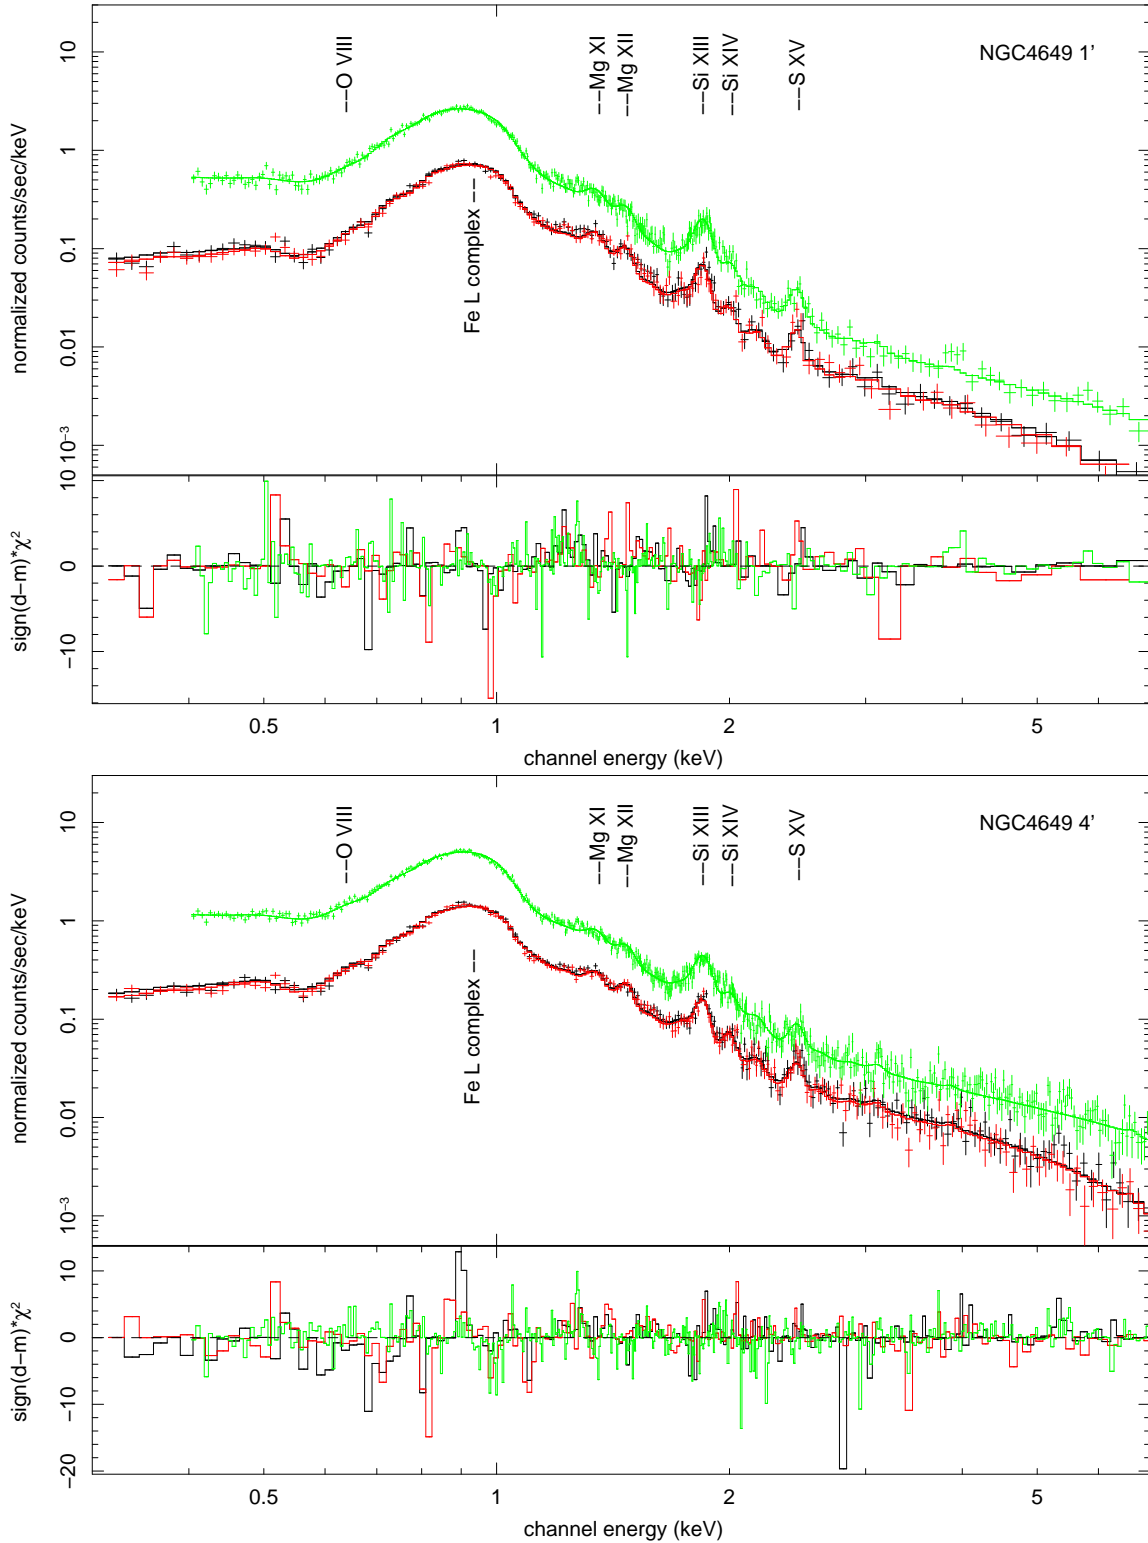 NGC4649 1'
−−−O VIII
−−−Mg XI
−−−Mg XII
−−−Si XIII
−−−Si XIV
−−−S XV
Fe L complex −−−
normalized counts/sec/keV
10
1
0.1
0.01
10⁻³
sign(d−m)*χ²
10
0
−10
0.5
1
2
5
channel energy (keV)
NGC4649 4'
−−−O VIII
−−−Mg XI
−−−Mg XII
−−−Si XIII
−−−Si XIV
−−−S XV
Fe L complex −−−
normalized counts/sec/keV
10
1
0.1
0.01
10⁻³
sign(d−m)*χ²
10
0
−10
−20
0.5
1
2
5
channel energy (keV)